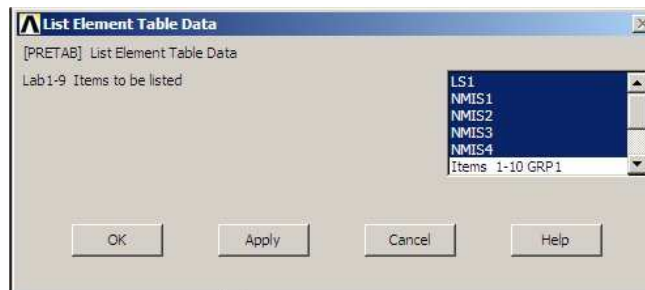 List Element Table Data
[PRETAB] List Element Table Data
Lab1-9 Items to be listed
LS1
NMIS1
NMIS2
NMIS3
NMIS4
Items 1-10 GRP1
OK
Apply
Cancel
Help